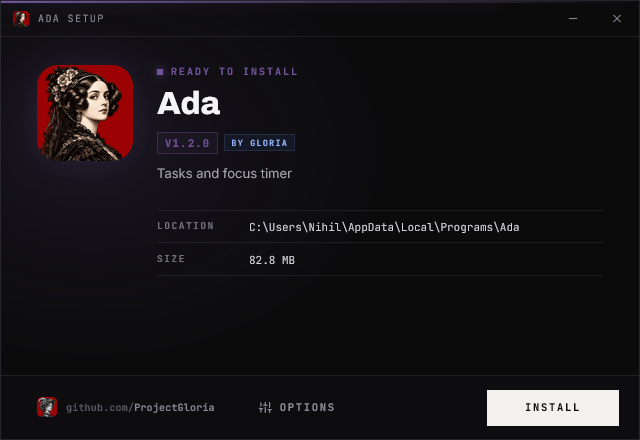 ADA SETUP
READY TO INSTALL
Ada
V1.2.0 BY GLORIA
Tasks and focus timer
LOCATION C:\Users\Nihil\AppData\Local\Programs\Ada
SIZE 82.8 MB
github.com/ProjectGloria OPTIONS INSTALL